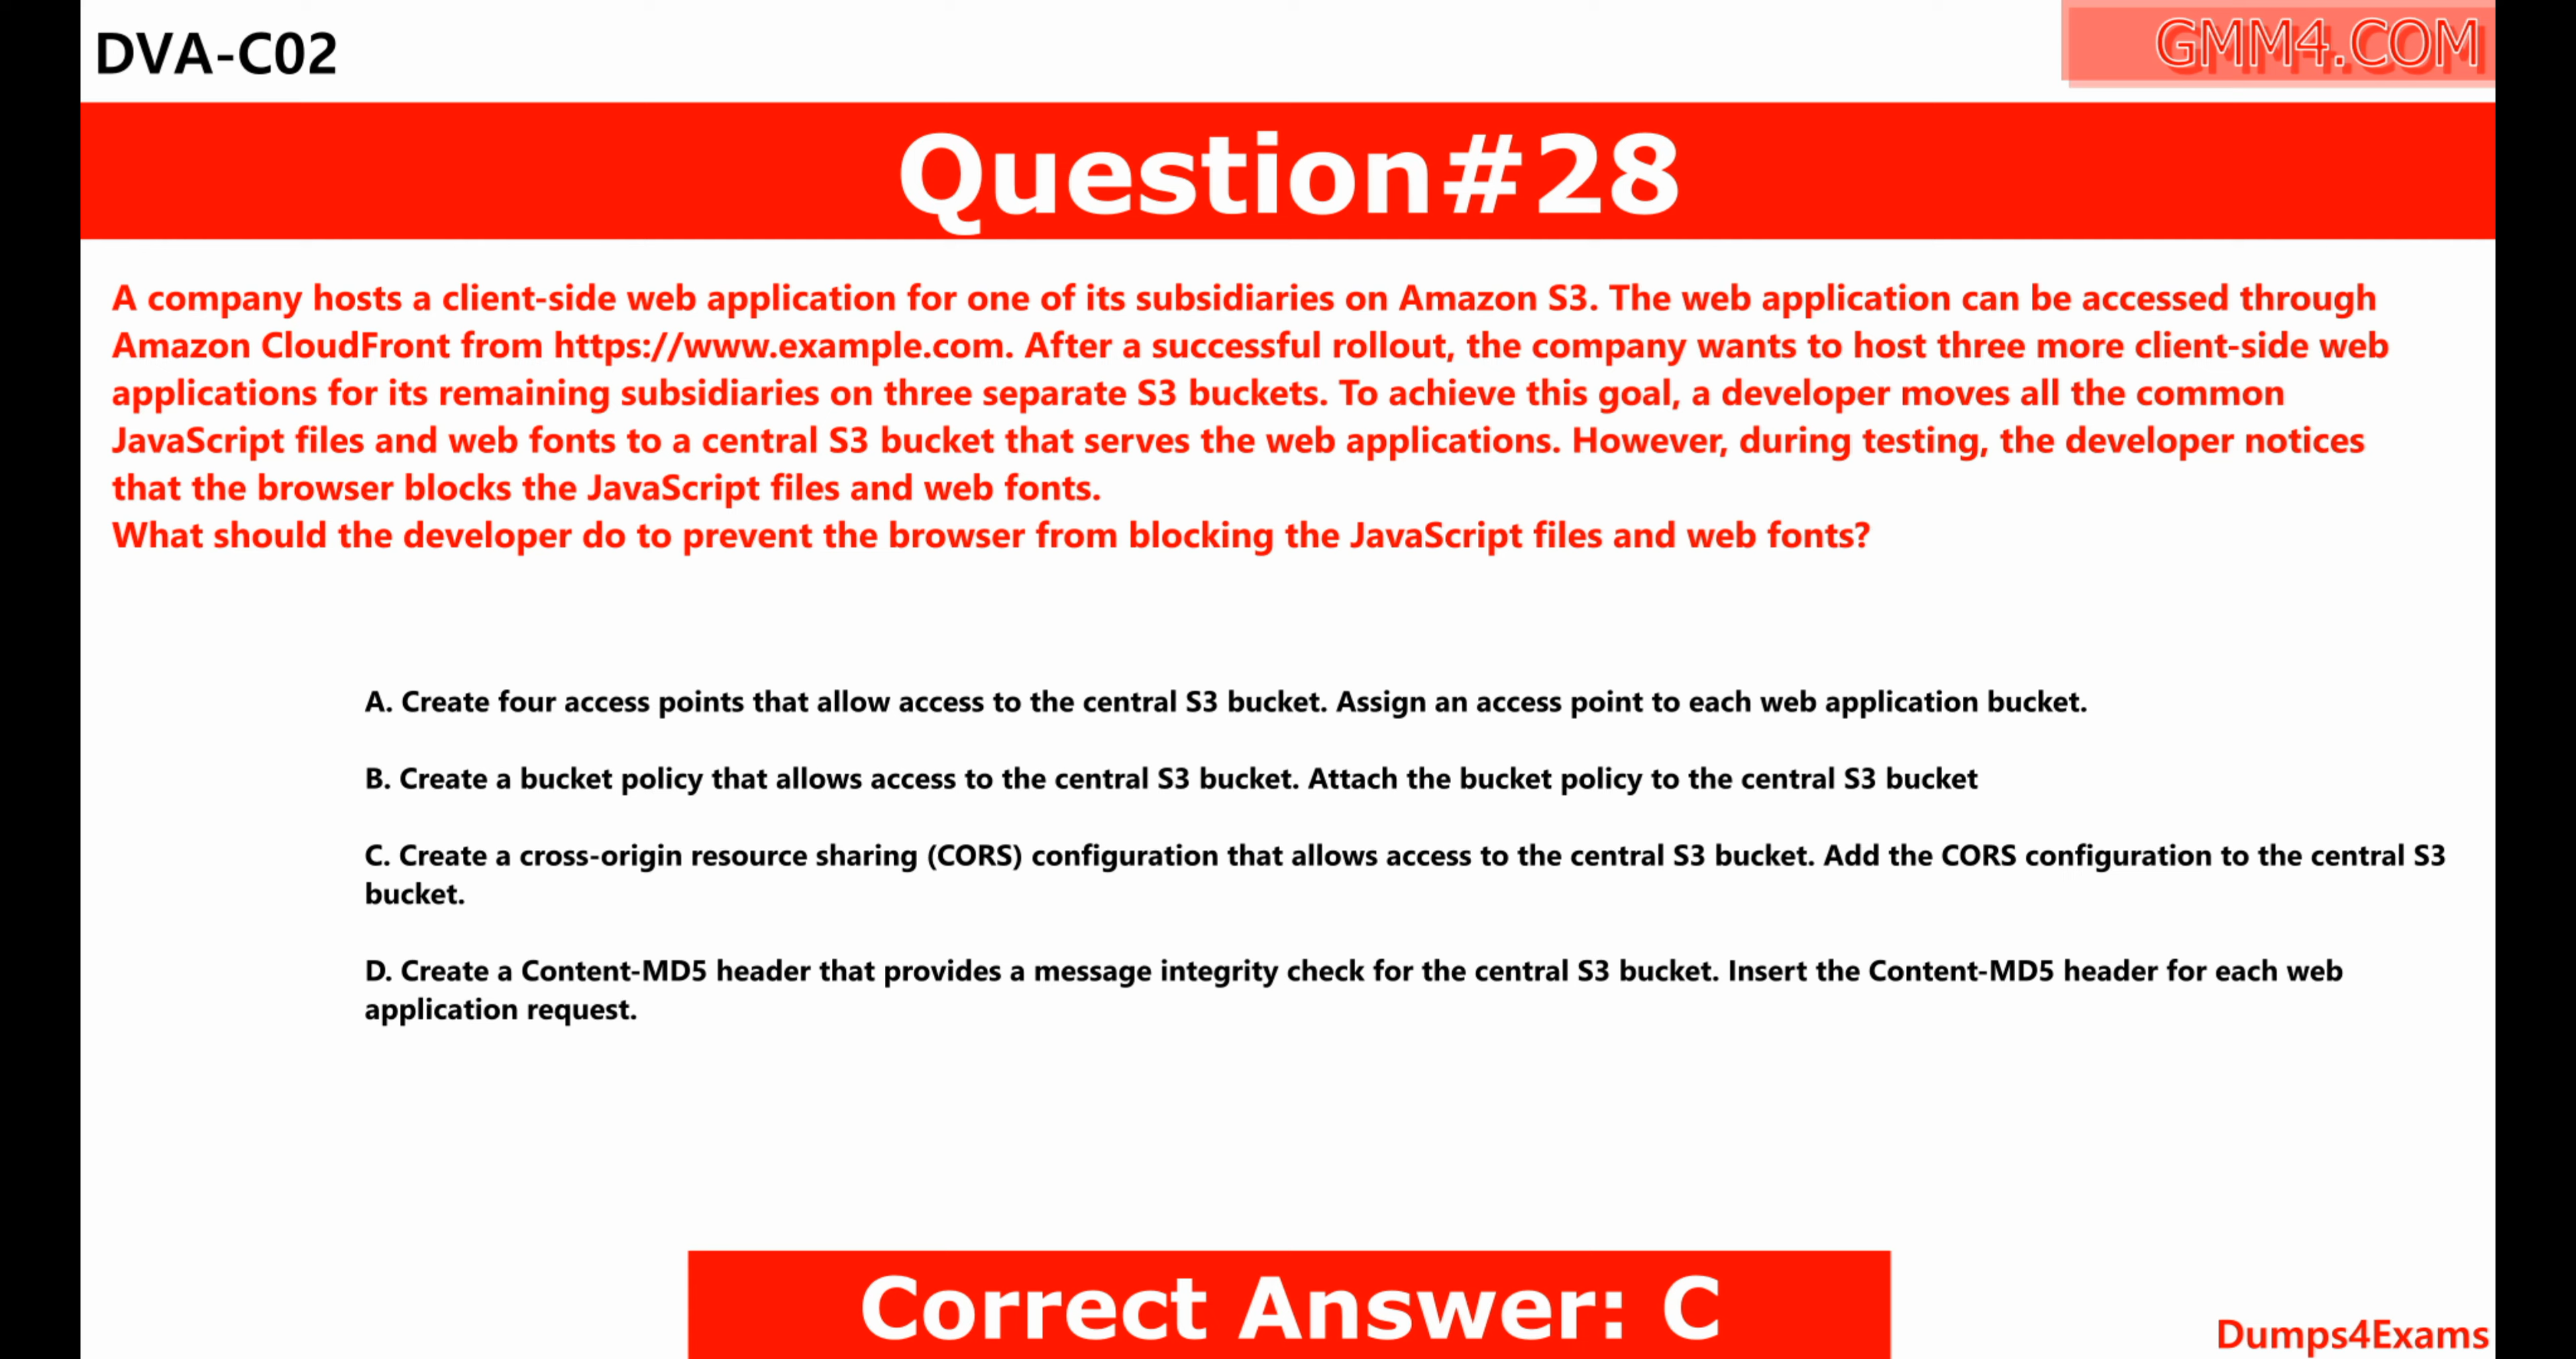 DVA-C02
GMM4.COM
Question#28
A company hosts a client-side web application for one of its subsidiaries on Amazon S3. The web application can be accessed through
Amazon CloudFront from https://www.example.com. After a successful rollout, the company wants to host three more client-side web
applications for its remaining subsidiaries on three separate S3 buckets. To achieve this goal, a developer moves all the common
JavaScript files and web fonts to a central S3 bucket that serves the web applications. However, during testing, the developer notices
that the browser blocks the JavaScript files and web fonts.
What should the developer do to prevent the browser from blocking the JavaScript files and web fonts?
A. Create four access points that allow access to the central S3 bucket. Assign an access point to each web application bucket.
B. Create a bucket policy that allows access to the central S3 bucket. Attach the bucket policy to the central S3 bucket
C. Create a cross-origin resource sharing (CORS) configuration that allows access to the central S3 bucket. Add the CORS configuration to the central S3
bucket.
D. Create a Content-MD5 header that provides a message integrity check for the central S3 bucket. Insert the Content-MD5 header for each web
application request.
Correct Answer: C
Dumps4Exams